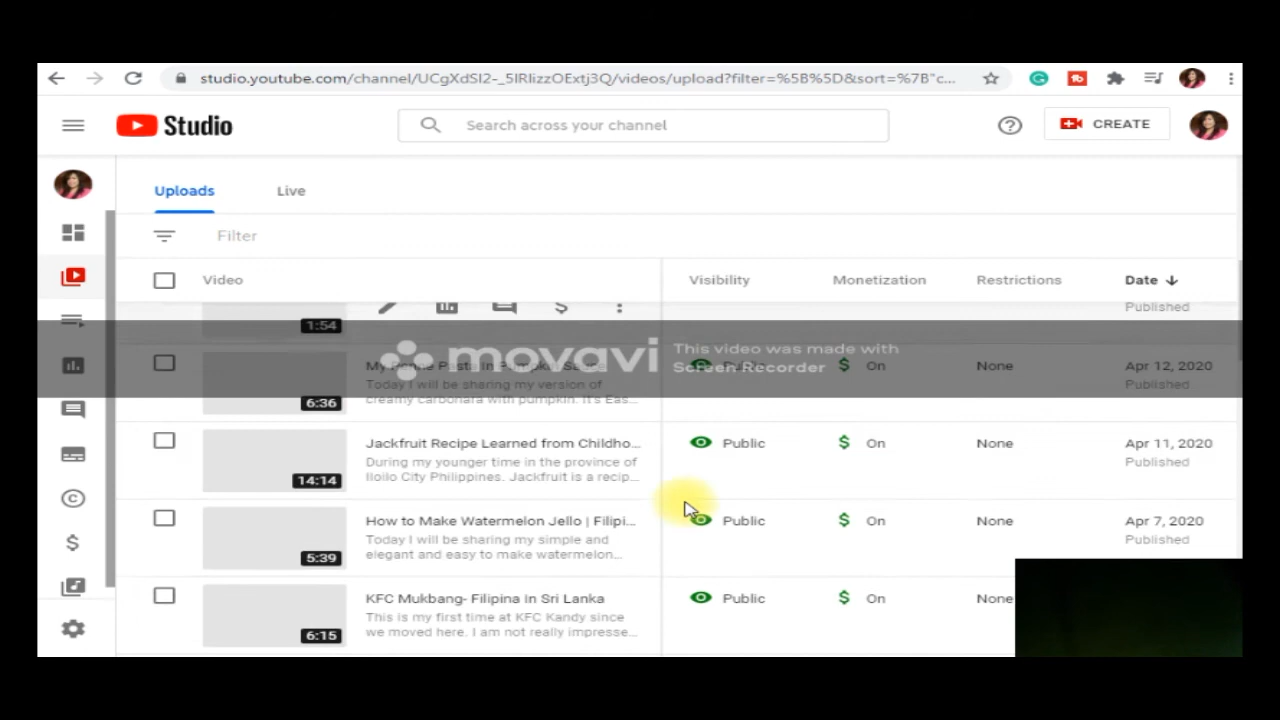 studio.youtube.com/channel/UCgXdSI2-_5IRIizzOExtj3Q/videos/upload?filter=%5B%5D&sort=%7B"c...
Studio
Search across your channel
CREATE
Uploads
Live
Filter
Video
Visibility
Monetization
Restrictions
Date
1:54
Published
movavi
This video was made with
Screen Recorder
My Penne Pasta In Pumpkin
Today I will be sharing my version of
creamy carbonara with pumpkin. It's Eas...
6:36
On
None
Apr 12, 2020
Published
Jackfruit Recipe Learned from Childho...
During my younger time in the province of
Iloilo City Philippines. Jackfruit is a recip...
14:14
Public
On
None
Apr 11, 2020
Published
How to Make Watermelon Jello | Filipi...
Today I will be sharing my simple and
elegant and easy to make watermelon...
5:39
Public
On
None
Apr 7, 2020
Published
KFC Mukbang- Filipina In Sri Lanka
This is my first time at KFC Kandy since
we moved here. I am not really impresse...
6:15
Public
On
None